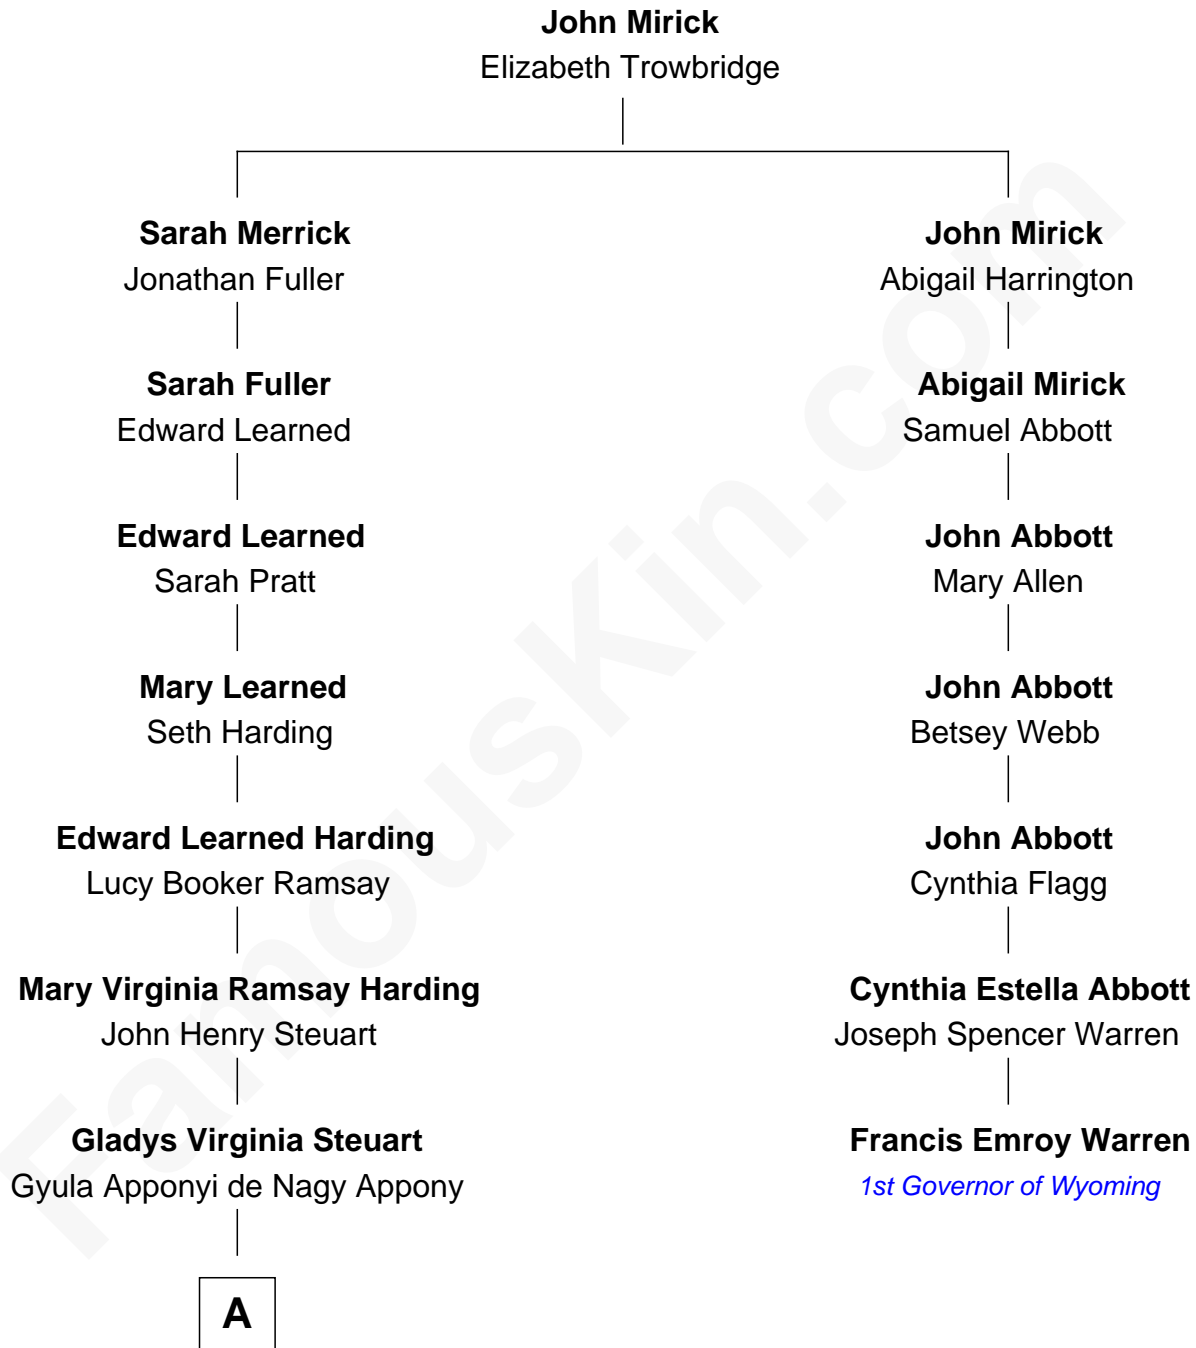 John Mirick
Elizabeth Trowbridge
Sarah Merrick
Jonathan Fuller
John Mirick
Abigail Harrington
Sarah Fuller
Edward Learned
Abigail Mirick
Samuel Abbott
Edward Learned
Sarah Pratt
John Abbott
Mary Allen
Mary Learned
Seth Harding
John Abbott
Betsey Webb
Edward Learned Harding
Lucy Booker Ramsay
John Abbott
Cynthia Flagg
Mary Virginia Ramsay Harding
John Henry Steuart
Cynthia Estella Abbott
Joseph Spencer Warren
Gladys Virginia Steuart
Gyula Apponyi de Nagy Appony
Francis Emroy Warren
1st Governor of Wyoming
A
FamousKin.com